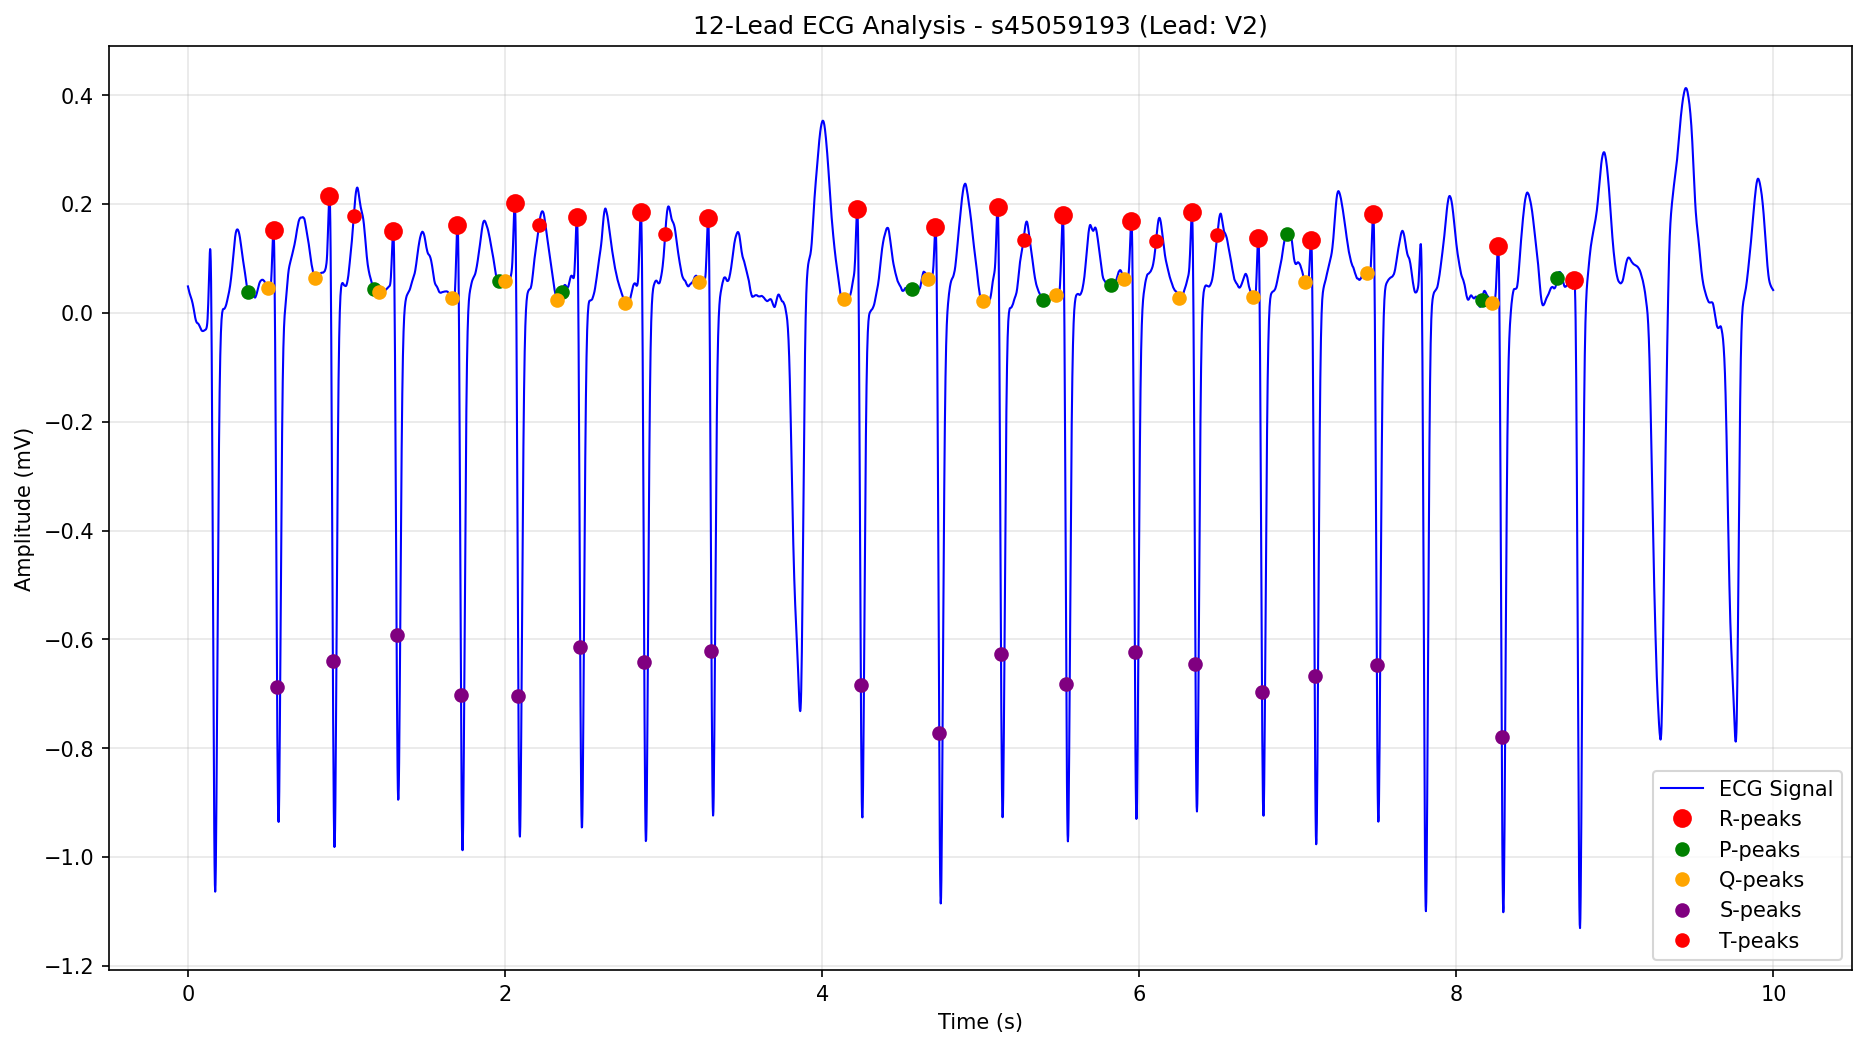 12-Lead ECG Analysis - s45059193 (Lead: V2)
Amplitude (mV)
0.4
0.2
0.0
−0.2
−0.4
−0.6
−0.8
−1.0
−1.2
0 2 4 6 8 10
Time (s)
ECG Signal
R-peaks
P-peaks
Q-peaks
S-peaks
T-peaks